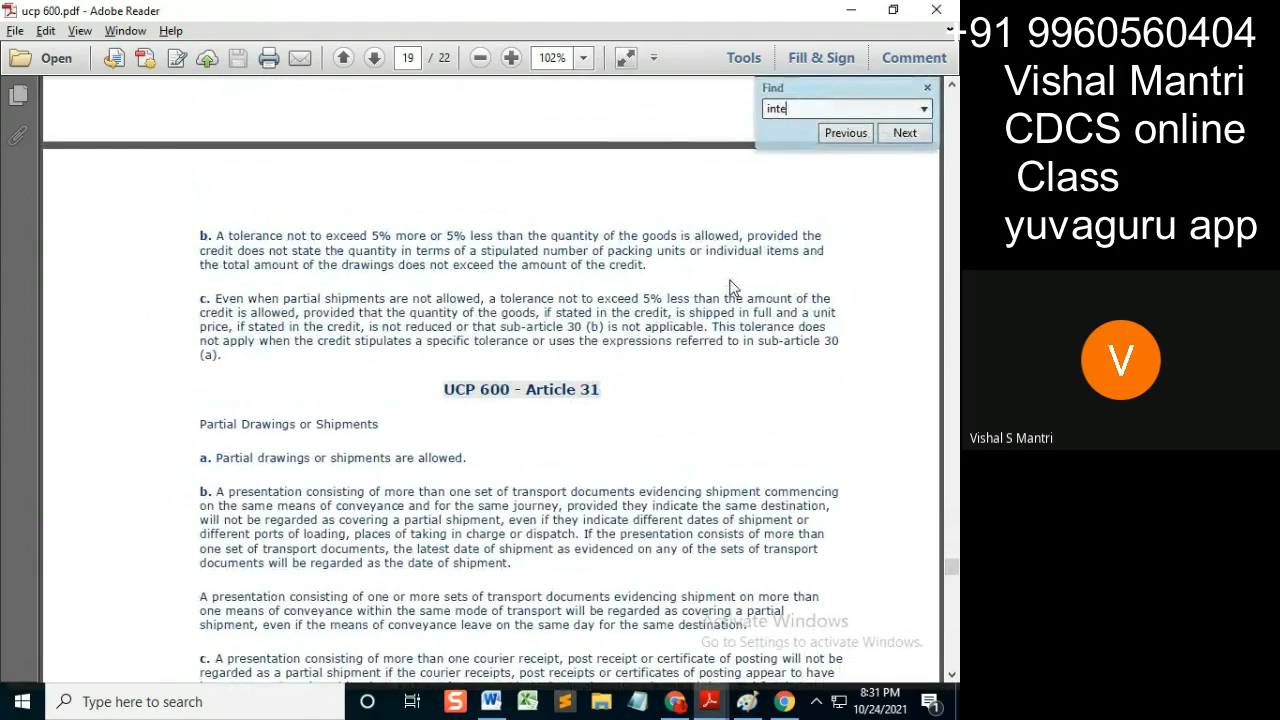 ucp 600.pdf - Adobe Reader
File Edit View Window Help
Open 19 / 22 102% Tools Fill & Sign Comment
Find
inte
Previous Next
b. A tolerance not to exceed 5% more or 5% less than the quantity of the goods is allowed, provided the
credit does not state the quantity in terms of a stipulated number of packing units or individual items and
the total amount of the drawings does not exceed the amount of the credit.
c. Even when partial shipments are not allowed, a tolerance not to exceed 5% less than the amount of the
credit is allowed, provided that the quantity of the goods, if stated in the credit, is shipped in full and a unit
price, if stated in the credit, is not reduced or that sub-article 30 (b) is not applicable. This tolerance does
not apply when the credit stipulates a specific tolerance or uses the expressions referred to in sub-article 30
(a).
UCP 600 - Article 31
Partial Drawings or Shipments
a. Partial drawings or shipments are allowed.
b. A presentation consisting of more than one set of transport documents evidencing shipment commencing
on the same means of conveyance and for the same journey, provided they indicate the same destination,
will not be regarded as covering a partial shipment, even if they indicate different dates of shipment or
different ports of loading, places of taking in charge or dispatch. If the presentation consists of more than
one set of transport documents, the latest date of shipment as evidenced on any of the sets of transport
documents will be regarded as the date of shipment.
A presentation consisting of one or more sets of transport documents evidencing shipment on more than
one means of conveyance within the same mode of transport will be regarded as covering a partial
shipment, even if the means of conveyance leave on the same day for the same destination.
Activate Windows
Go to Settings to activate Windows.
c. A presentation consisting of more than one courier receipt, post receipt or certificate of posting will not be
regarded as a partial shipment if the courier receipts, post receipts or certificates of posting appear to have
Type here to search
8:31 PM
10/24/2021
1
+91 9960560404
Vishal Mantri
CDCS online
Class
yuvaguru app
V
Vishal S Mantri